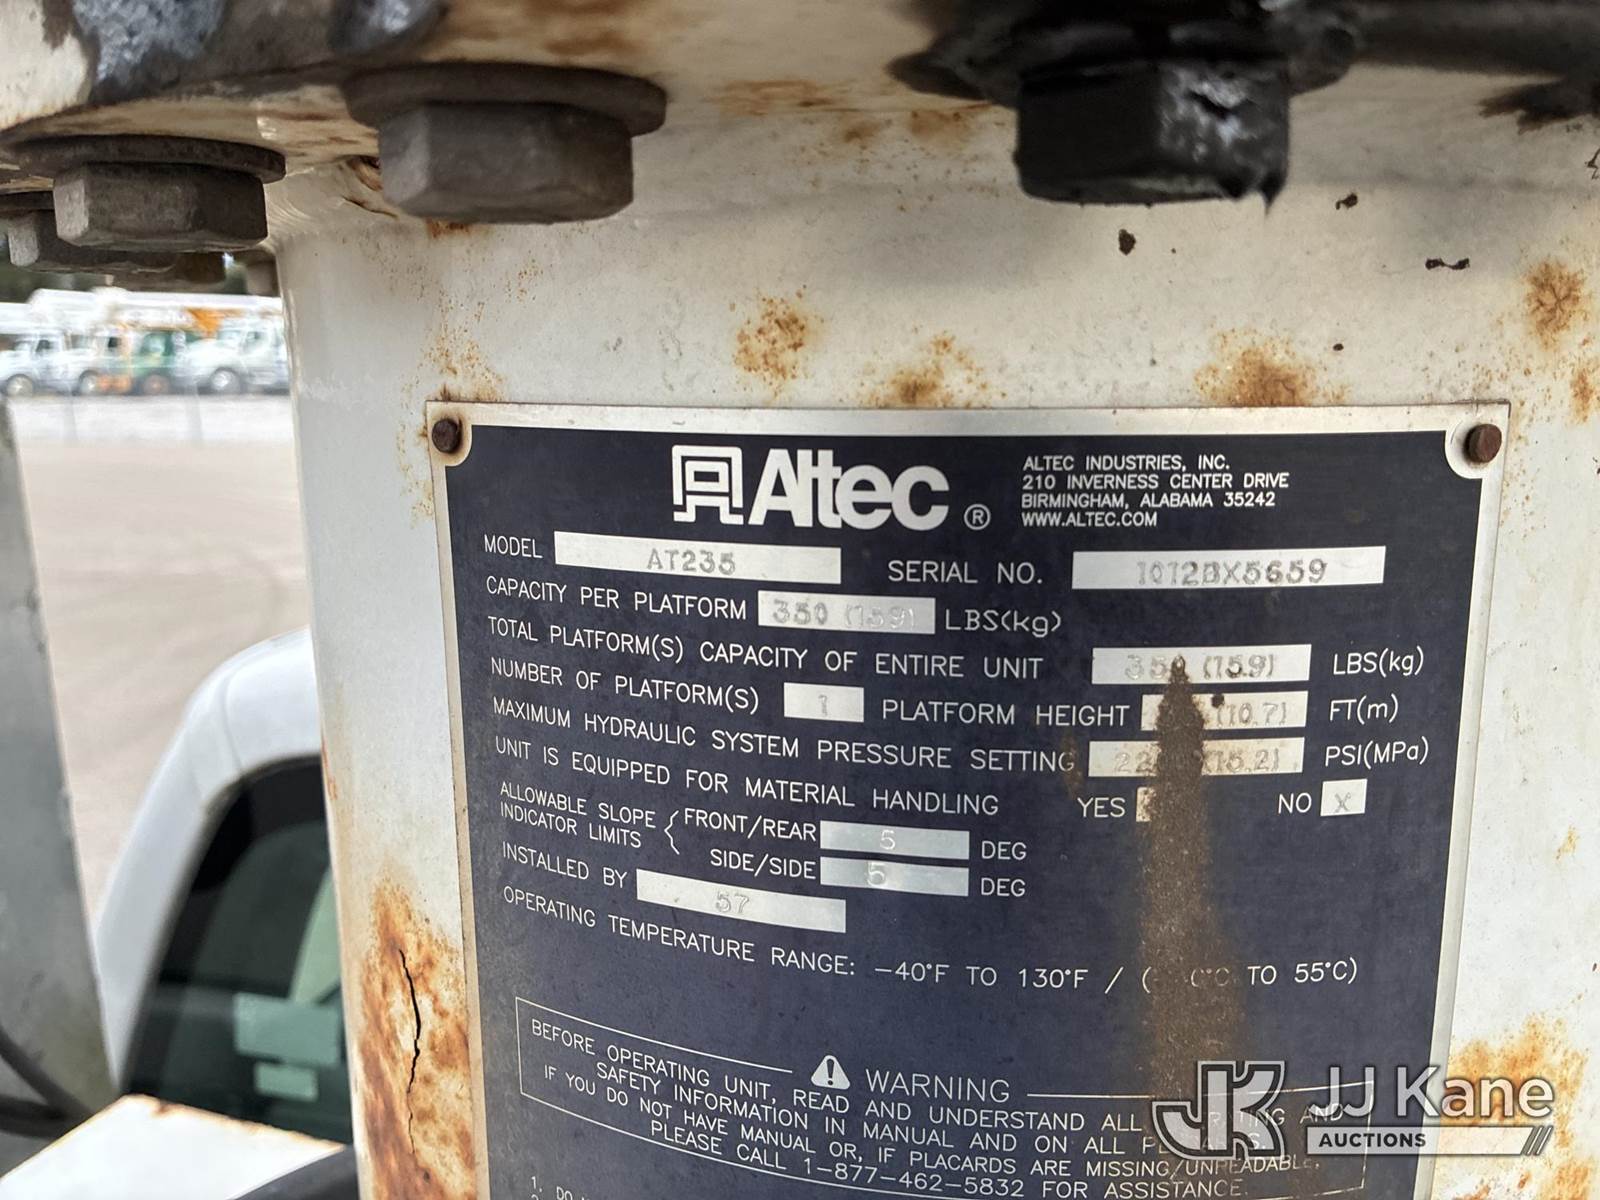 Altec ®
ALTEC INDUSTRIES, INC.
210 INVERNESS CENTER DRIVE
BIRMINGHAM, ALABAMA 35242
WWW.ALTEC.COM
MODEL AT235 SERIAL NO. 1012BX5659
CAPACITY PER PLATFORM 350 (159) LBS(kg)
TOTAL PLATFORM(S) CAPACITY OF ENTIRE UNIT 350 (159) LBS(kg)
NUMBER OF PLATFORM(S) 1 PLATFORM HEIGHT (10.7) FT(m)
MAXIMUM HYDRAULIC SYSTEM PRESSURE SETTING (15.2) PSI(MPa)
UNIT IS EQUIPPED FOR MATERIAL HANDLING YES NO X
ALLOWABLE SLOPE INDICATOR LIMITS
FRONT/REAR 5 DEG
SIDE/SIDE 5 DEG
INSTALLED BY 57
OPERATING TEMPERATURE RANGE: -40°F TO 130°F / ( TO 55°C)
WARNING
BEFORE OPERATING UNIT, READ AND UNDERSTAND ALL AND
SAFETY INFORMATION IN MANUAL AND ON ALL
IF YOU DO NOT HAVE MANUAL OR, IF PLACARDS ARE MISSING/UNREADABLE,
PLEASE CALL 1-877-462-5832 FOR ASSISTANCE.
1.
JK JJ Kane
AUCTIONS